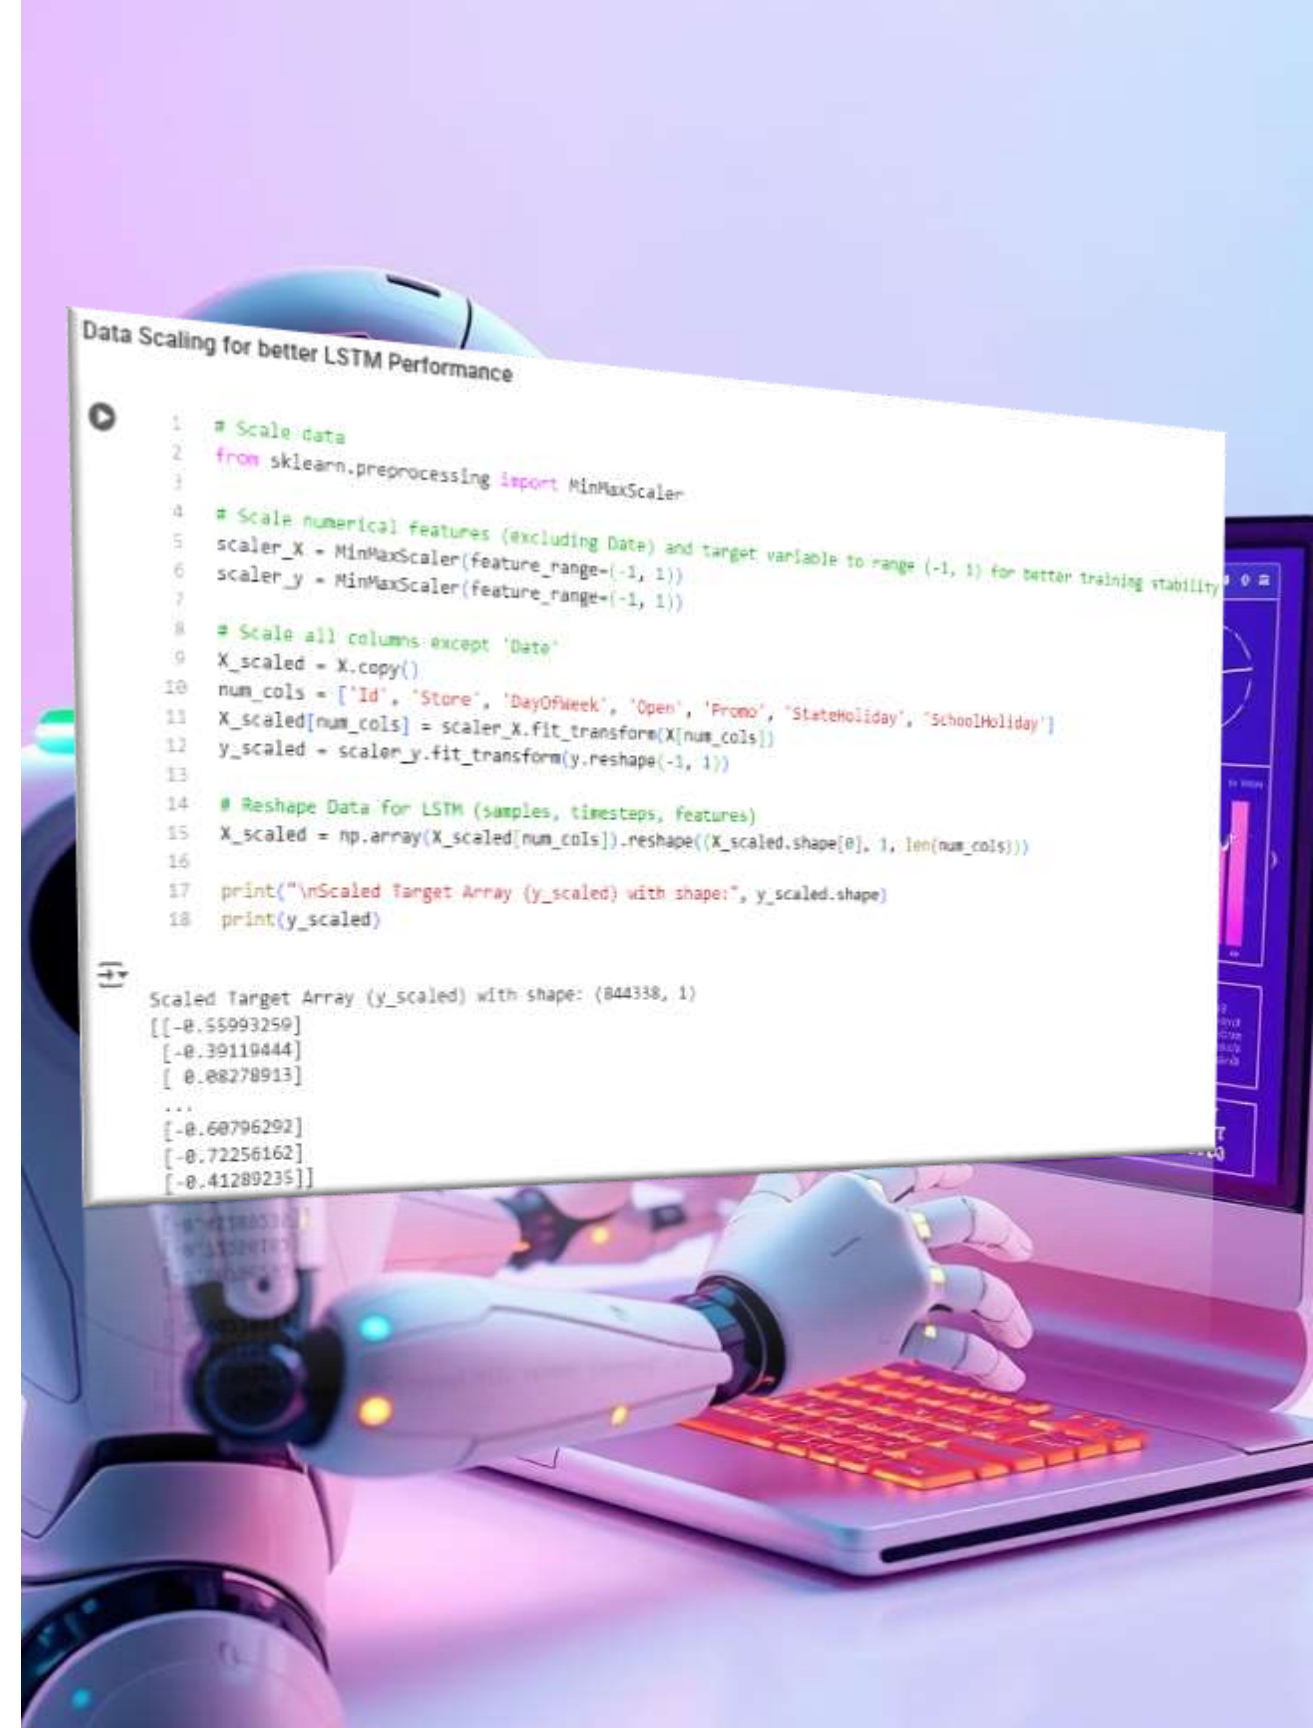 Data Scaling for better LSTM Performance
1 # Scale data
2 from sklearn.preprocessing import MinMaxScaler
3
4 # Scale numerical features (excluding Date) and target variable to range (-1, 1) for better training stability
5 scaler_X = MinMaxScaler(feature_range=(-1, 1))
6 scaler_y = MinMaxScaler(feature_range=(-1, 1))
7
8 # Scale all columns except 'Date'
9 X_scaled = X.copy()
10 num_cols = ['Id', 'Store', 'DayOfWeek', 'Open', 'Promo', 'StateHoliday', 'SchoolHoliday']
11 X_scaled[num_cols] = scaler_X.fit_transform(X[num_cols])
12 y_scaled = scaler_y.fit_transform(y.reshape(-1, 1))
13
14 # Reshape Data for LSTM (samples, timesteps, features)
15 X_scaled = np.array(X_scaled[num_cols]).reshape((X_scaled.shape[0], 1, len(num_cols)))
16
17 print("\nScaled Target Array (y_scaled) with shape:", y_scaled.shape)
18 print(y_scaled)
Scaled Target Array (y_scaled) with shape: (844338, 1)
[[-0.55993259]
[-0.39119444]
[ 0.08278913]
...
[-0.60796292]
[-0.72256162]
[-0.41289235]]